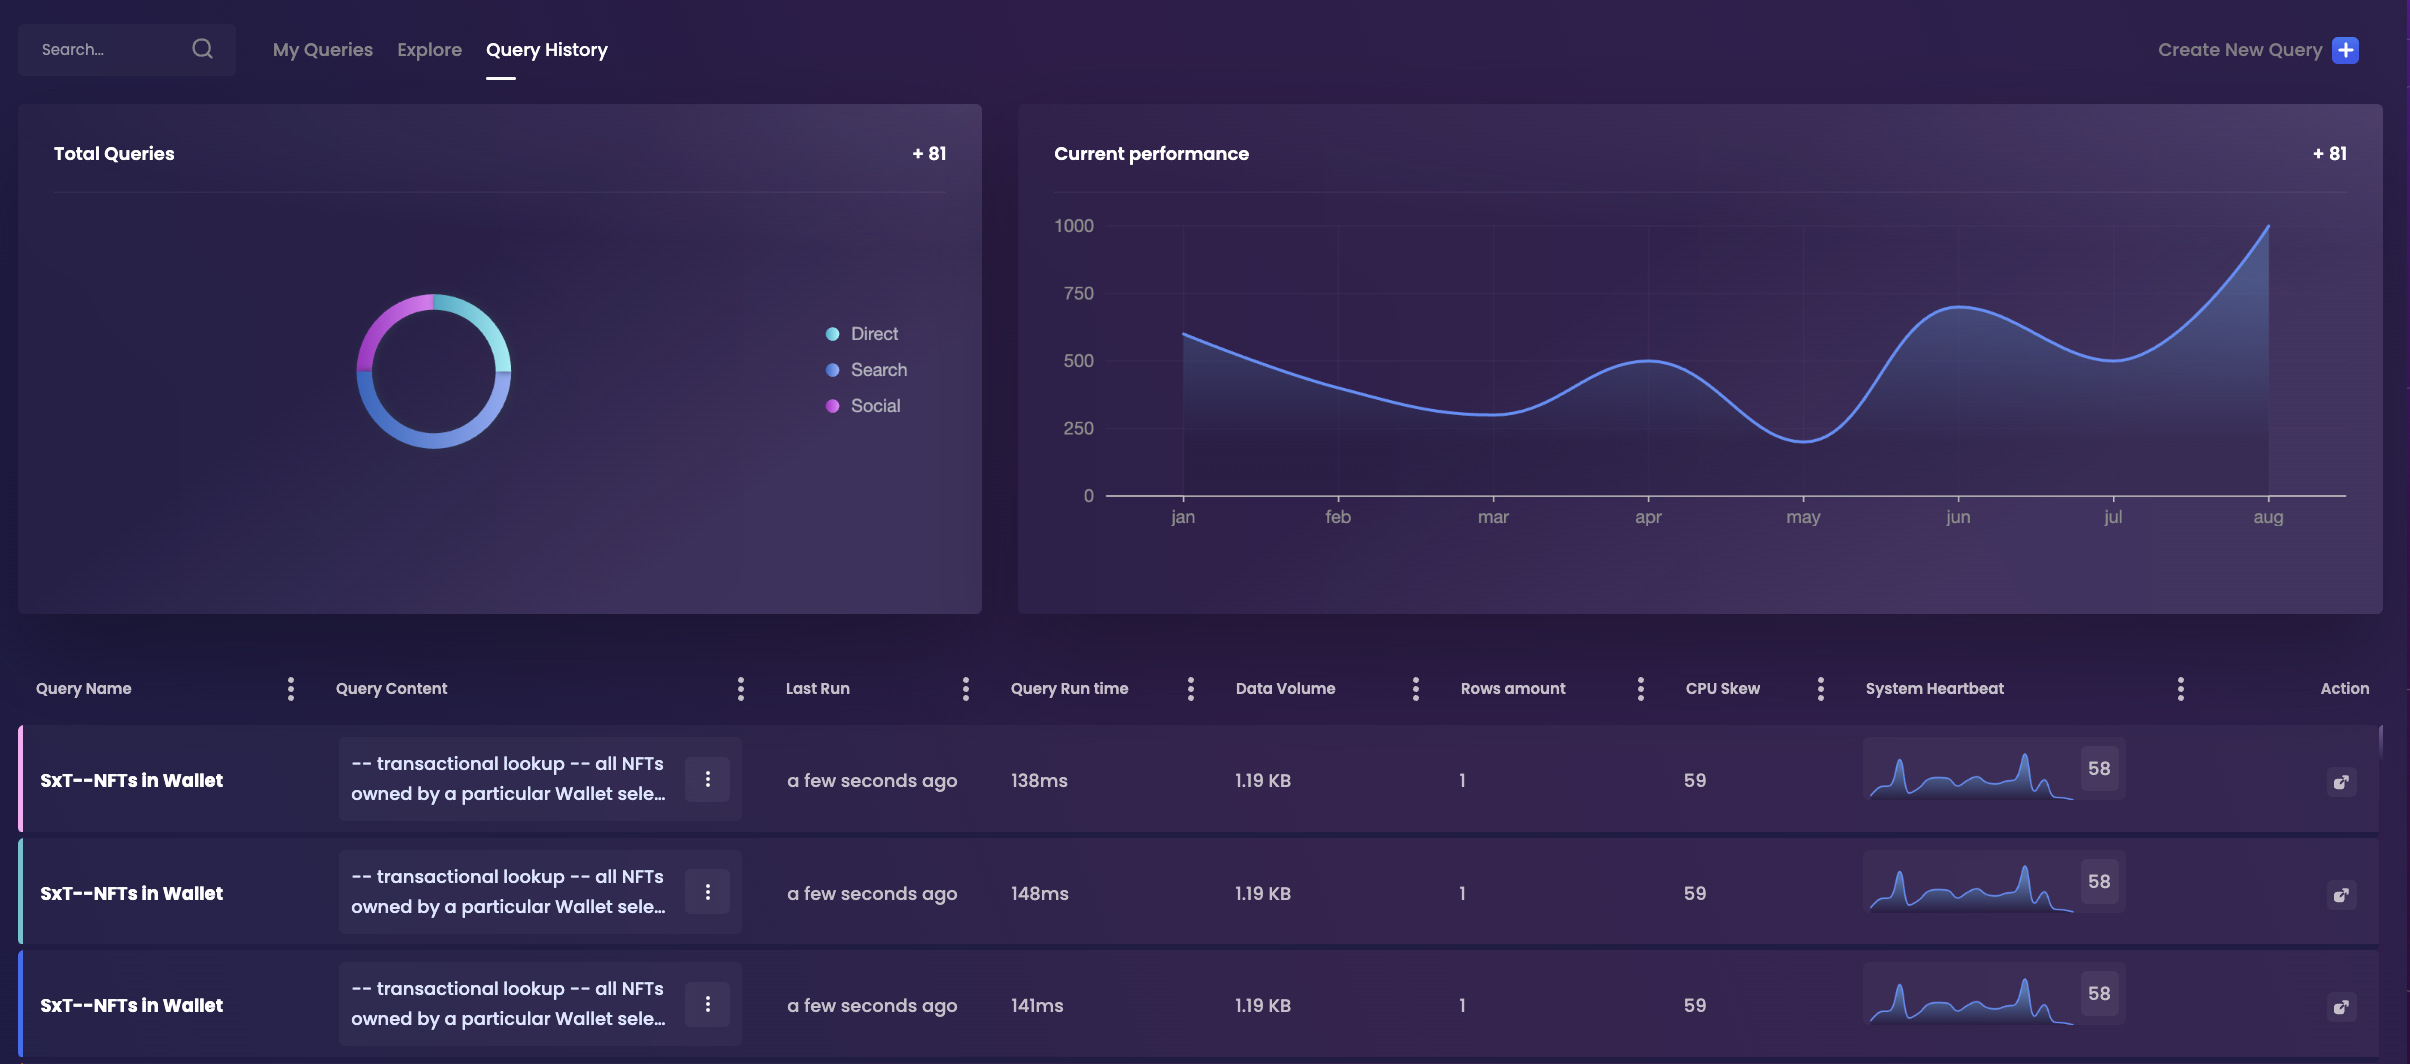 Search...
My Queries
Explore
Query History
Create New Query
Total Queries
+ 81
Direct
Search
Social
Current performance
+ 81
1000
750
500
250
0
jan feb mar apr may jun jul aug
Query Name
Query Content
Last Run
Query Run time
Data Volume
Rows amount
CPU Skew
System Heartbeat
Action
SxT--NFTs in Wallet
-- transactional lookup -- all NFTs
owned by a particular Wallet sele...
a few seconds ago
138ms
1.19 KB
1
59
58
SxT--NFTs in Wallet
-- transactional lookup -- all NFTs
owned by a particular Wallet sele...
a few seconds ago
148ms
1.19 KB
1
59
58
SxT--NFTs in Wallet
-- transactional lookup -- all NFTs
owned by a particular Wallet sele...
a few seconds ago
141ms
1.19 KB
1
59
58